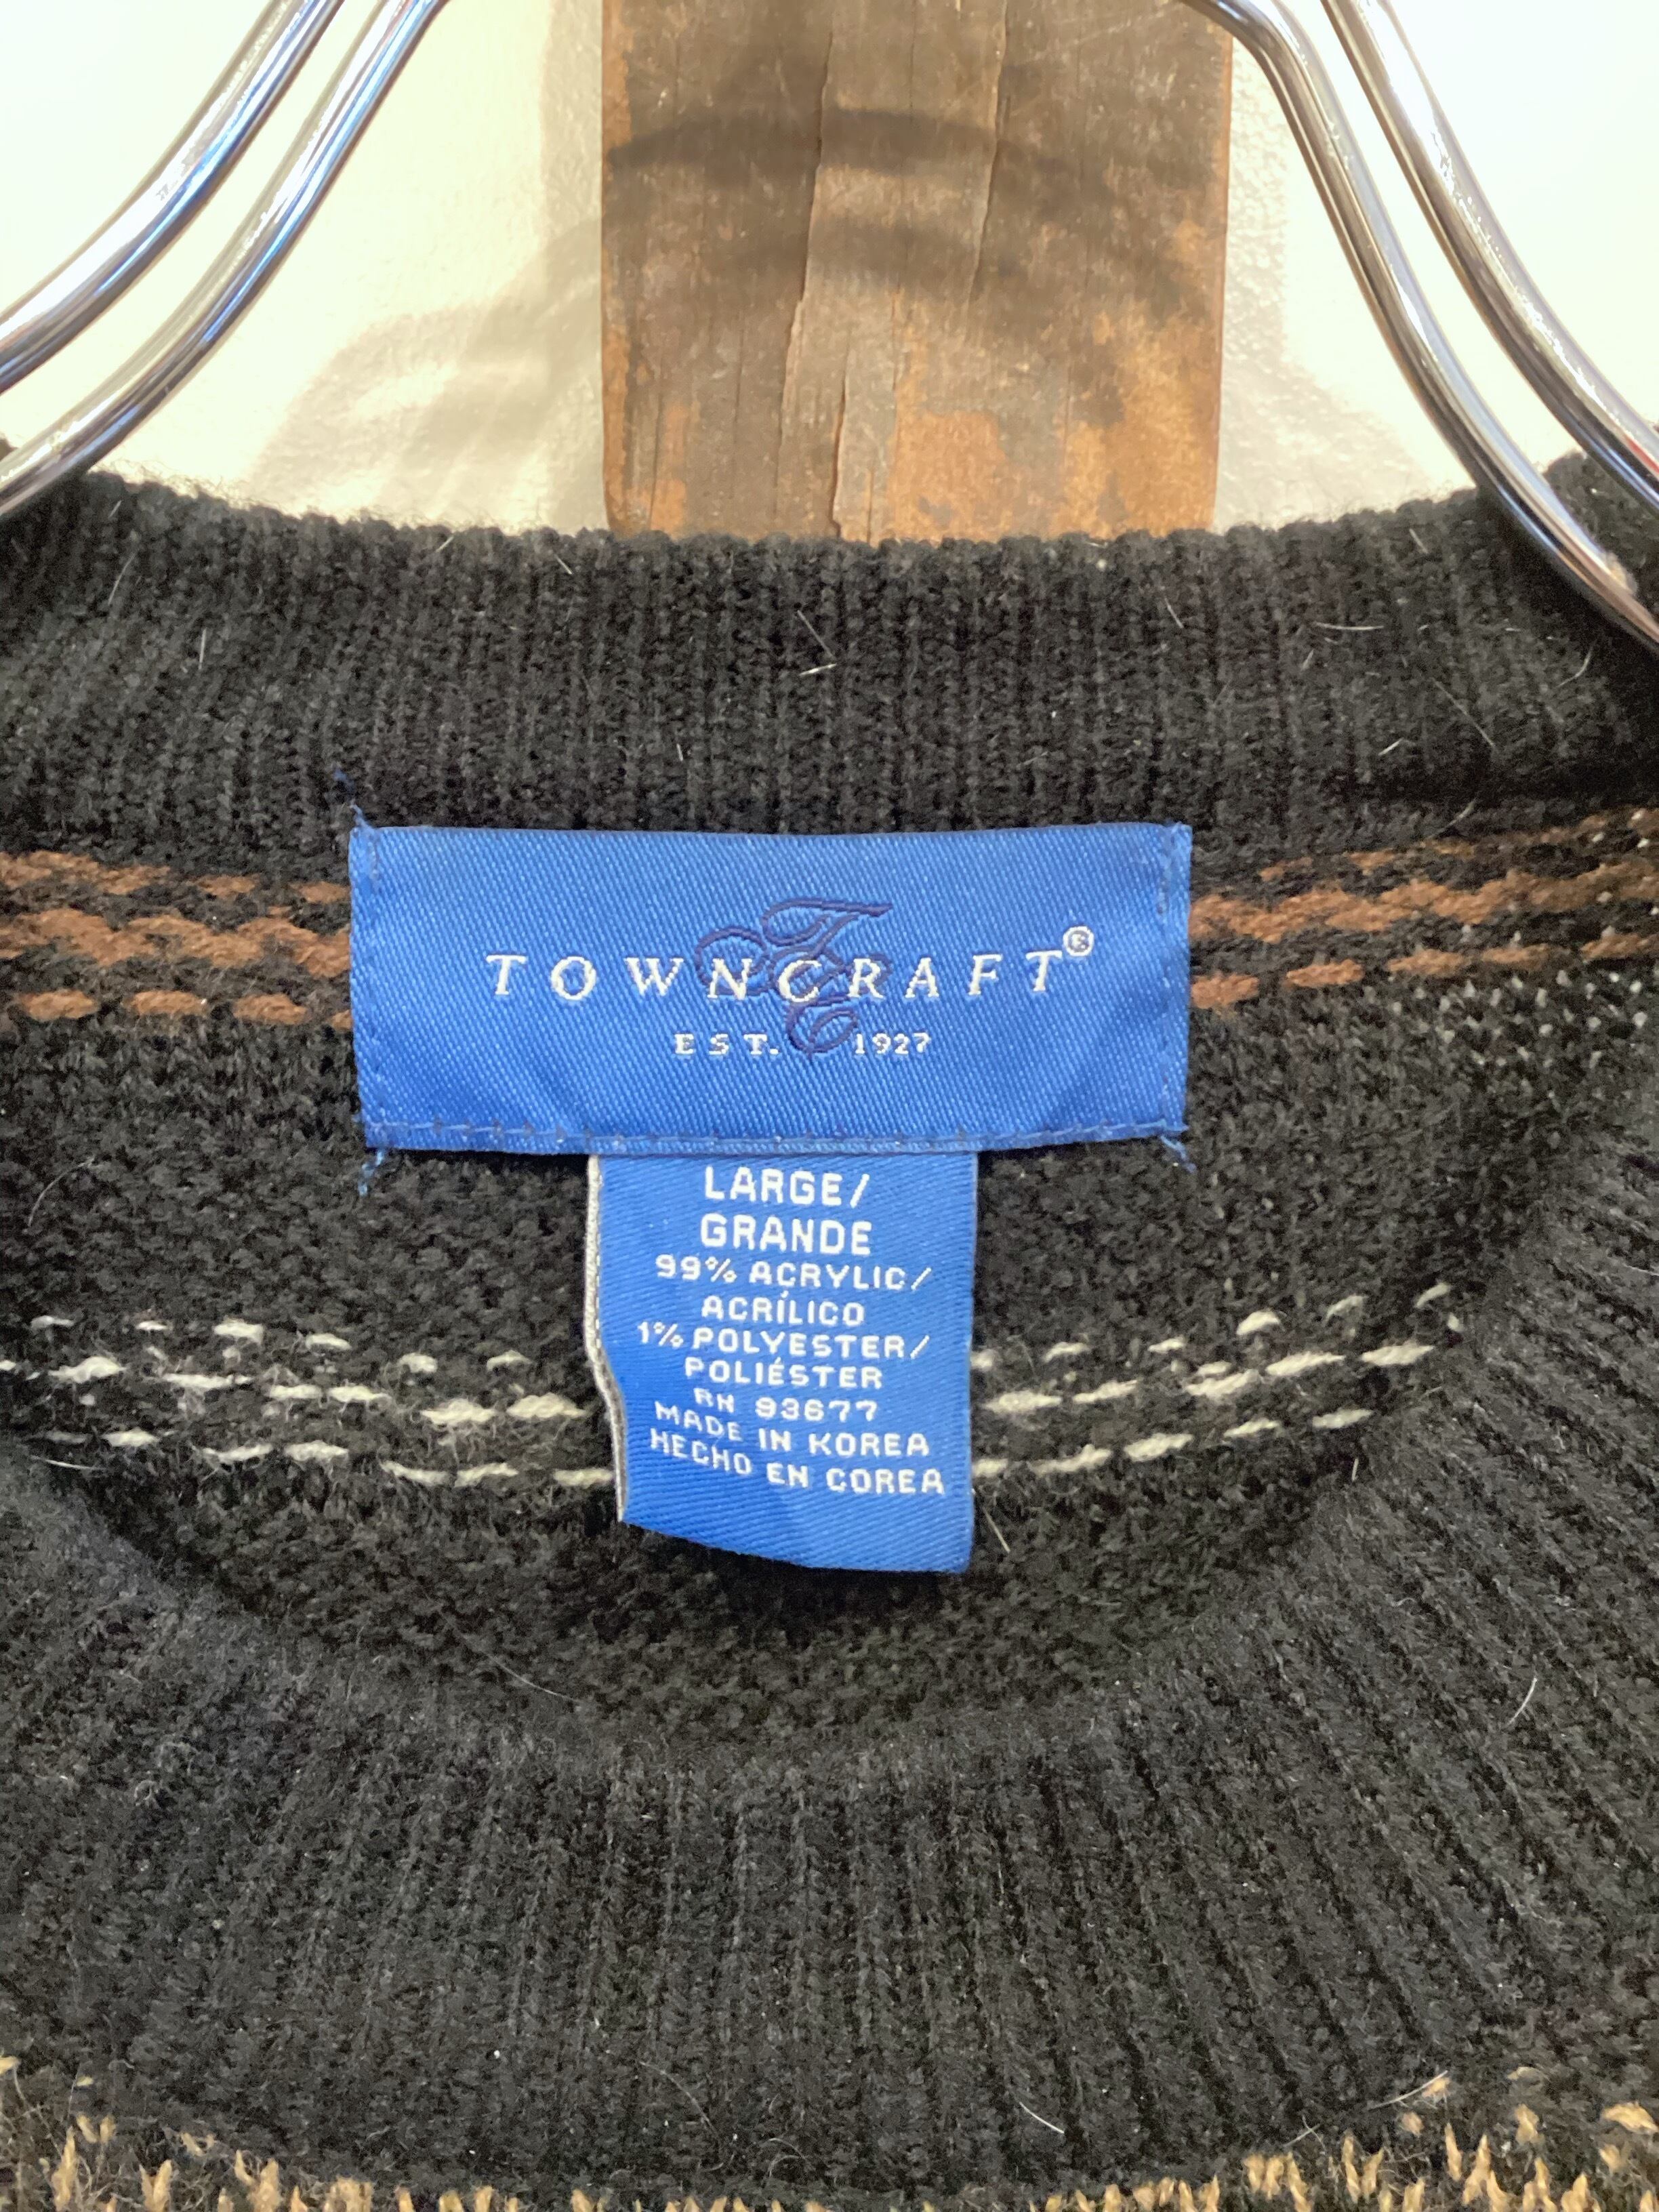 TOWNCRAFT®
EST. 1927
LARGE/
GRANDE
99% ACRYLIC/
ACRÍLICO
1% POLYESTER/
POLIÉSTER
RN 93677
MADE IN KOREA
HECHO EN COREA